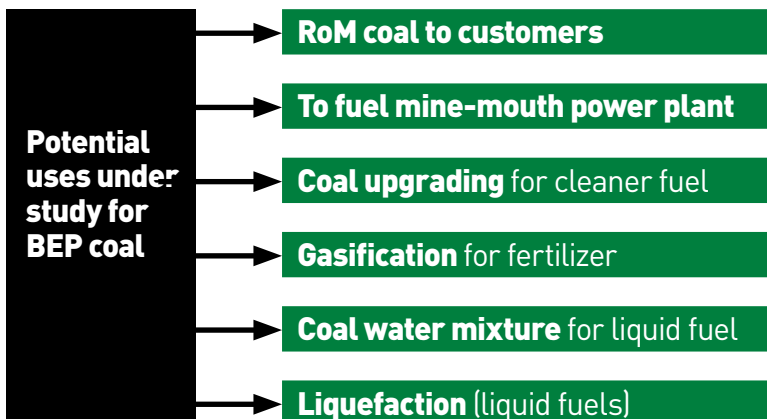 Potential
uses under
study for
BEP coal
RoM coal to customers
To fuel mine-mouth power plant
Coal upgrading for cleaner fuel
Gasification for fertilizer
Coal water mixture for liquid fuel
Liquefaction (liquid fuels)